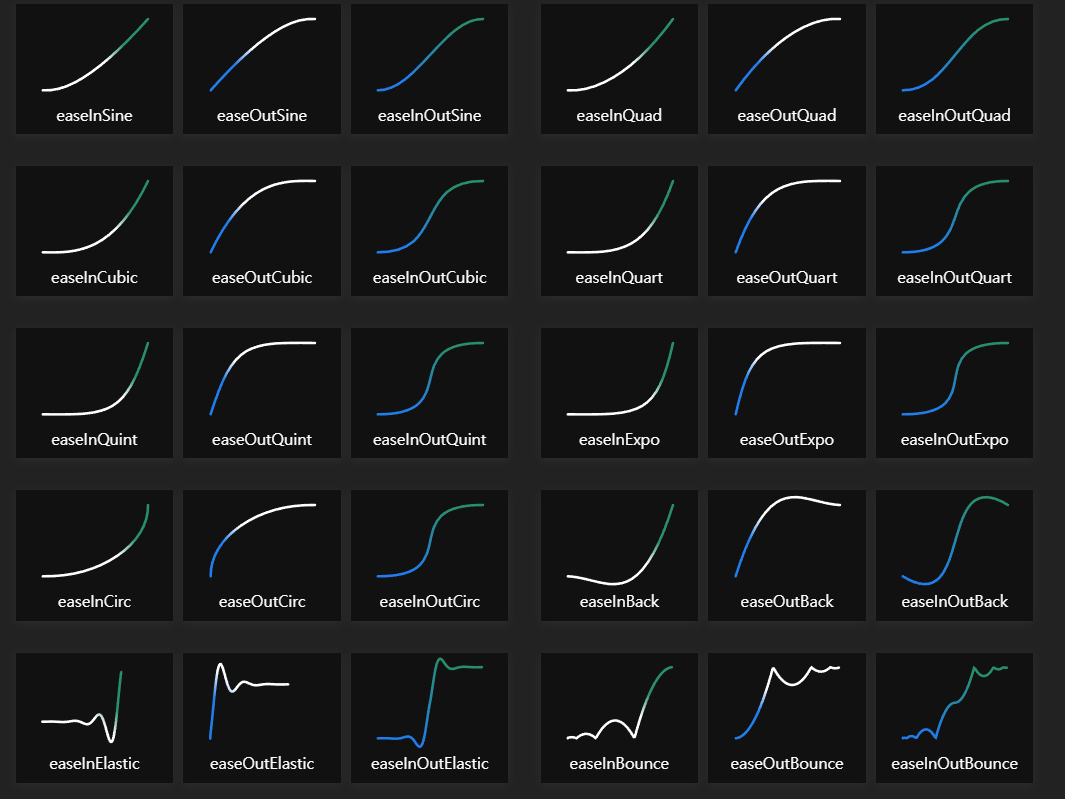 easeInSine
easeOutSine
easeInOutSine
easeInQuad
easeOutQuad
easeInOutQuad
easeInCubic
easeOutCubic
easeInOutCubic
easeInQuart
easeOutQuart
easeInOutQuart
easeInQuint
easeOutQuint
easeInOutQuint
easeInExpo
easeOutExpo
easeInOutExpo
easeInCirc
easeOutCirc
easeInOutCirc
easeInBack
easeOutBack
easeInOutBack
easeInElastic
easeOutElastic
easeInOutElastic
easeInBounce
easeOutBounce
easeInOutBounce